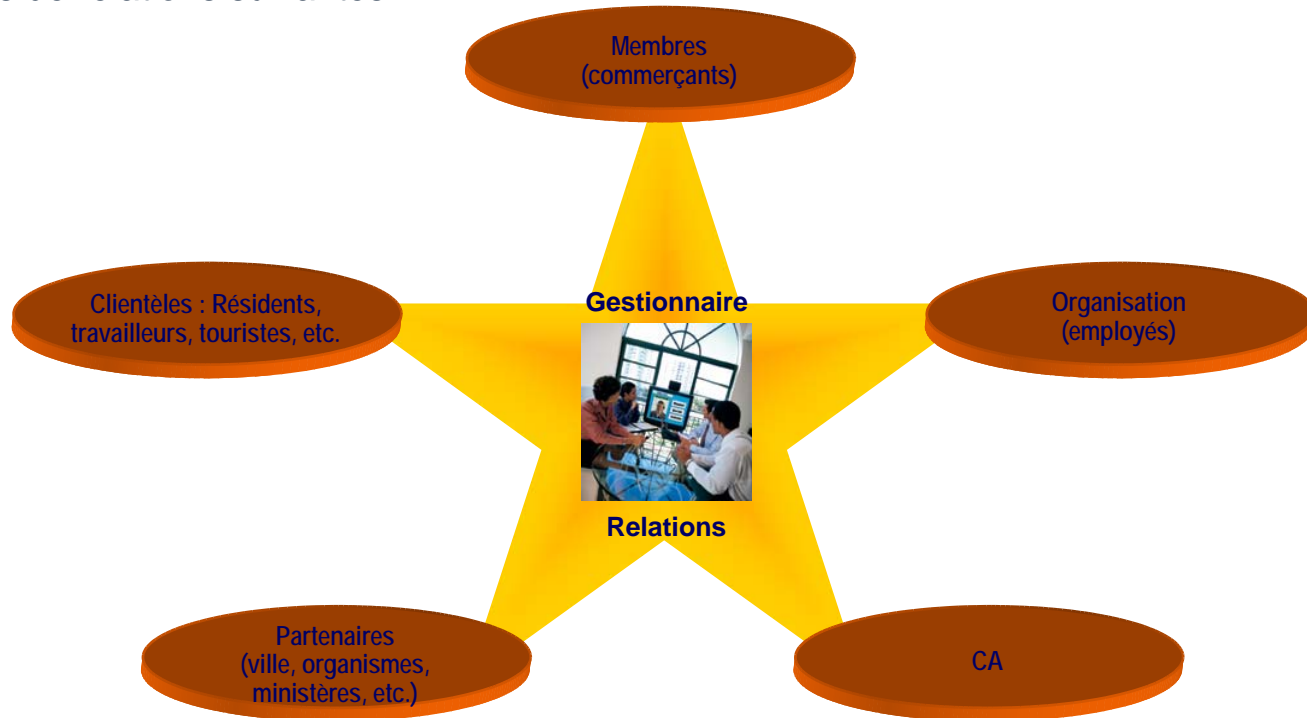 Membres
(commerçants)
Clientèles : Résidents,
travailleurs, touristes, etc.
Gestionnaire
Organisation
(employés)
Relations
Partenaires
(ville, organismes,
ministères, etc.)
CA